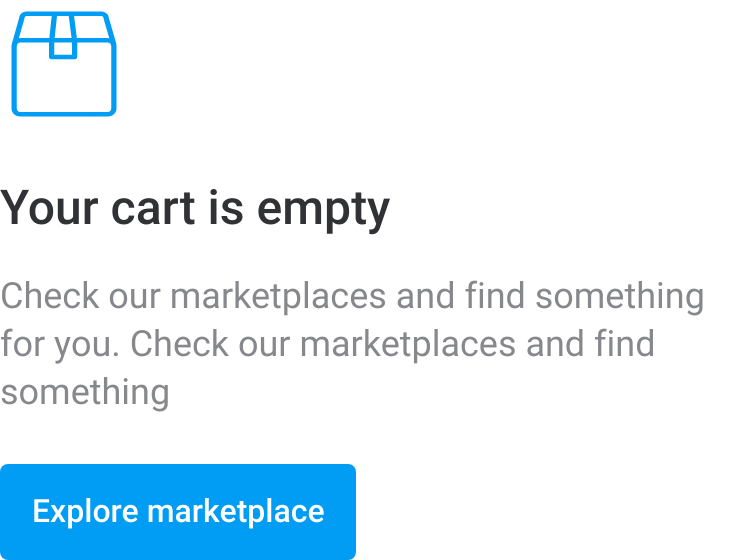 Your cart is empty
Check our marketplaces and find something
for you. Check our marketplaces and find
something
Explore marketplace